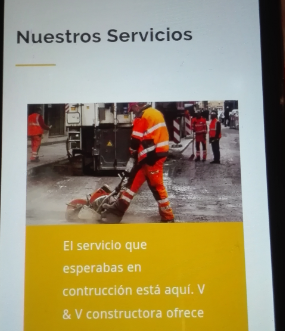 Nuestros Servicios
El servicio que
esperabas en
contrucción está aquí. V
& V constructora ofrece